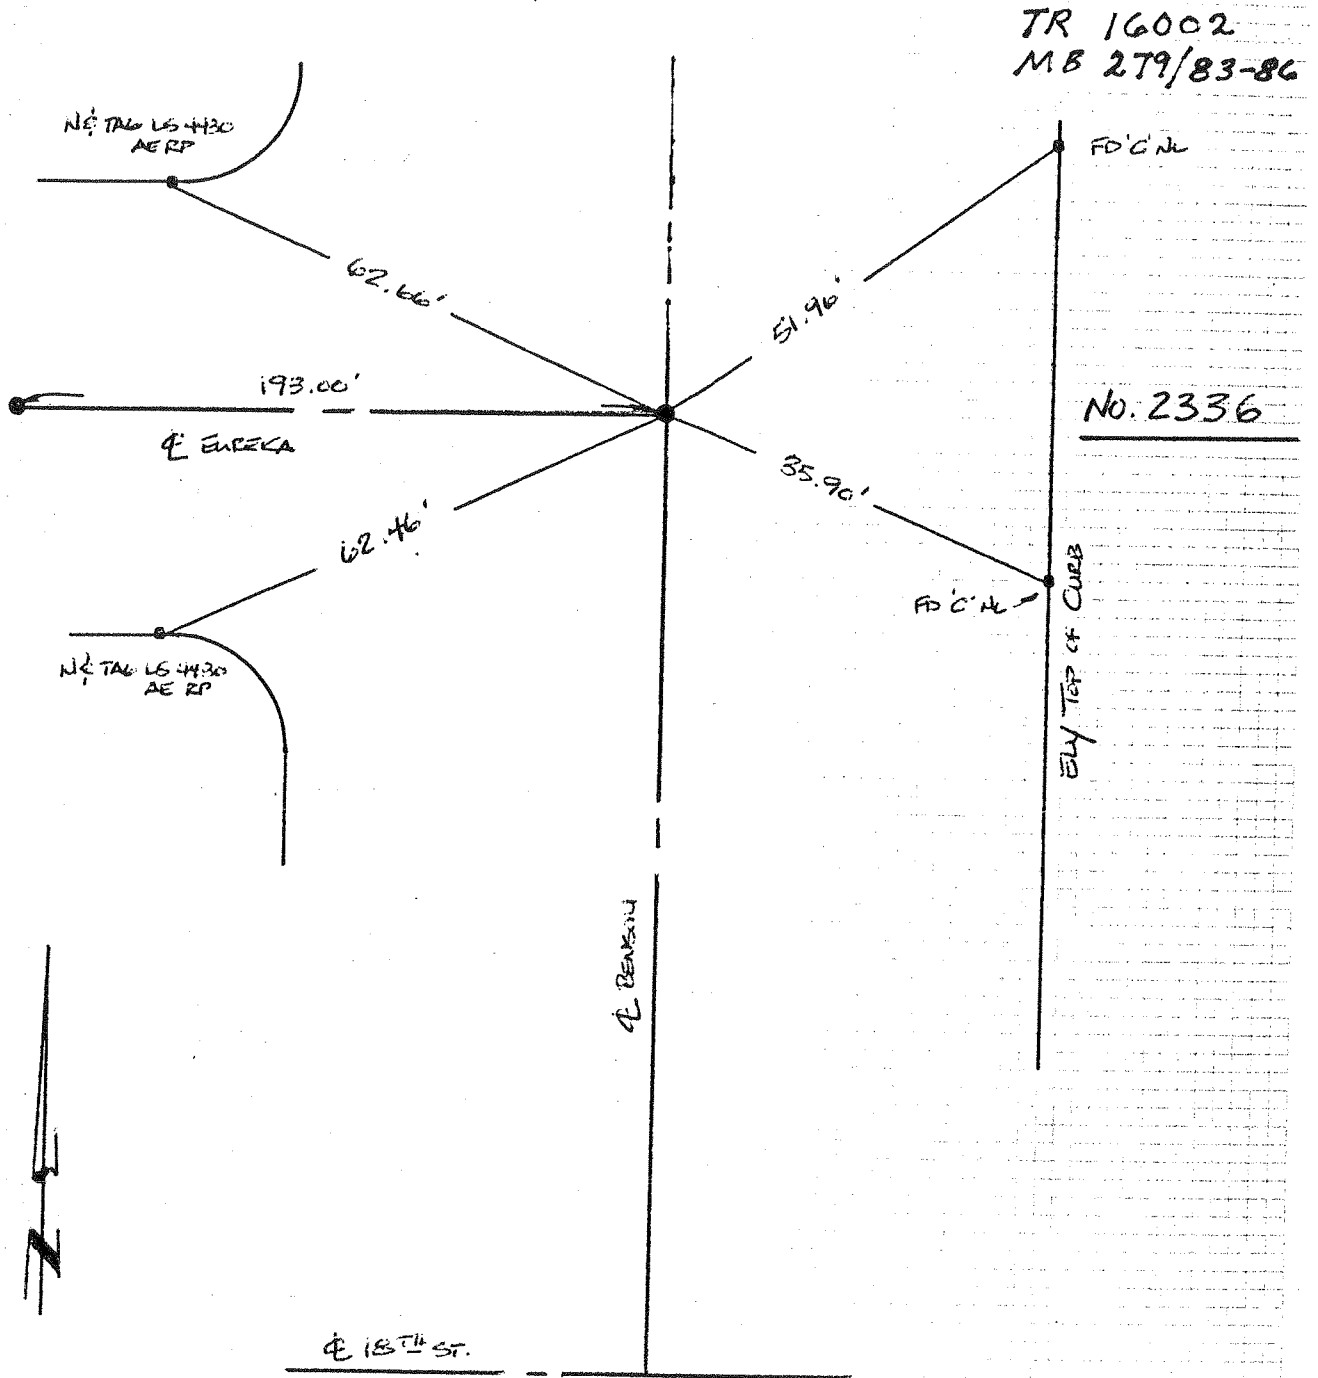 TR 16002
MB 279/83-86
N& TAG LS 4430
AE RP
FD 'C' NL
62.66'
51.96'
193.00'
℄ EUREKA
No. 2336
35.90'
62.46'
FD 'C' NL
N& TAG LS 4430
AE RP
ELY TOP OF CURB
℄ BENSON
N
℄ 18TH ST.